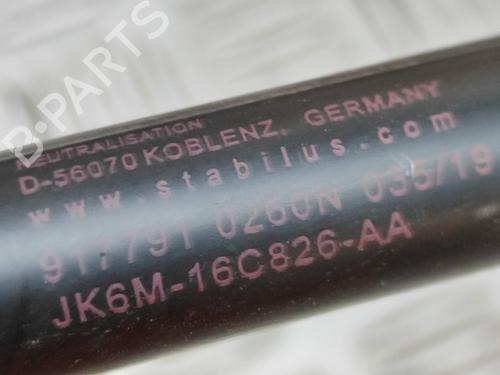 B-PARTS
NEUTRALISATION
D-56070 KOBLENZ, GERMANY
www.stabilus.com
917791 0260N 035/19
JK6M-16C826-AA